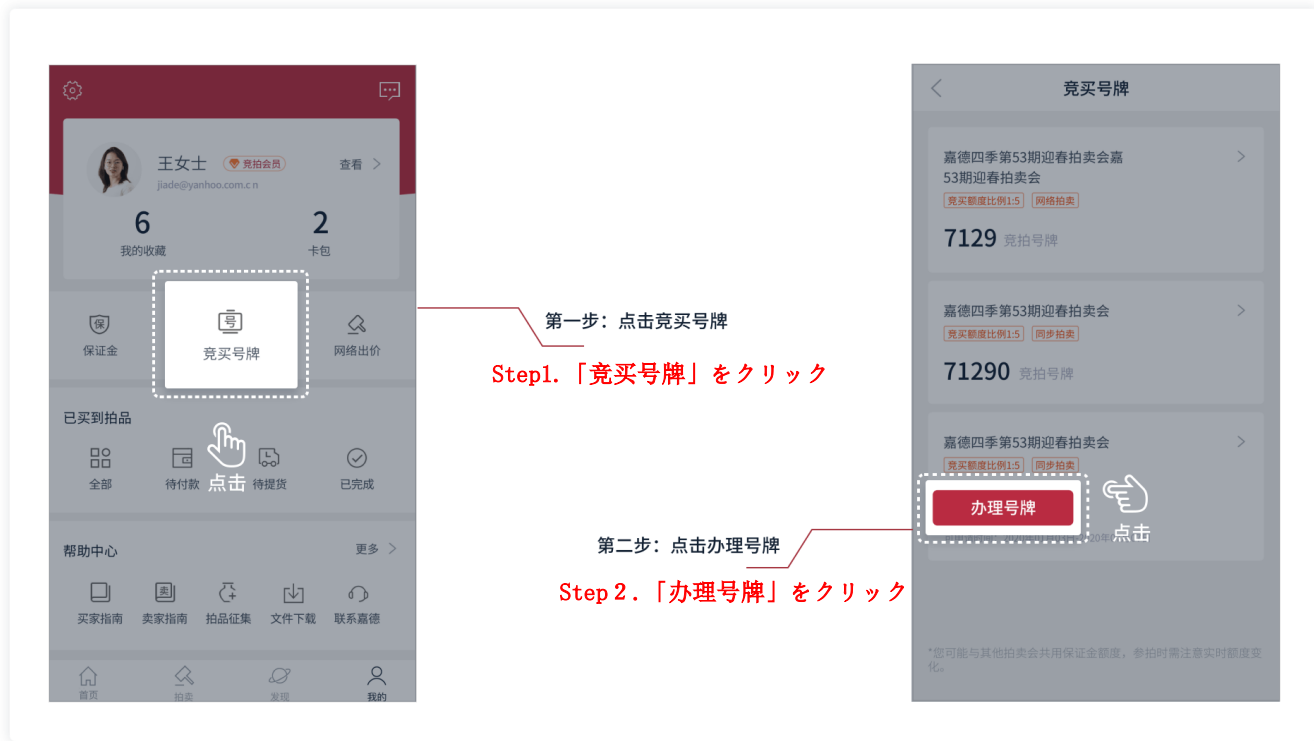 王女士
竞拍会员
查看
jiade@yanhoo.com.cn
6
2
我的收藏
卡包
保证金
竞买号牌
网络出价
已买到拍品
全部
待付款
点击
待提货
已完成
帮助中心
更多
买家指南
卖家指南
拍品征集
文件下载
联系嘉德
首页
拍卖
发现
我的
第一步：点击竞买号牌
Step1.「竞买号牌」をクリック
第二步：点击办理号牌
Step２.「办理号牌」をクリック
竞买号牌
嘉德四季第53期迎春拍卖会嘉
53期迎春拍卖会
竞买额度比例1:5 网络拍卖
7129 竞拍号牌
嘉德四季第53期迎春拍卖会
竞买额度比例1:5 同步拍卖
71290 竞拍号牌
嘉德四季第53期迎春拍卖会
竞买额度比例1:5 同步拍卖
办理号牌
点击
*您可能与其他拍卖会共用保证金额度，参拍时需注意实时额度变
化。